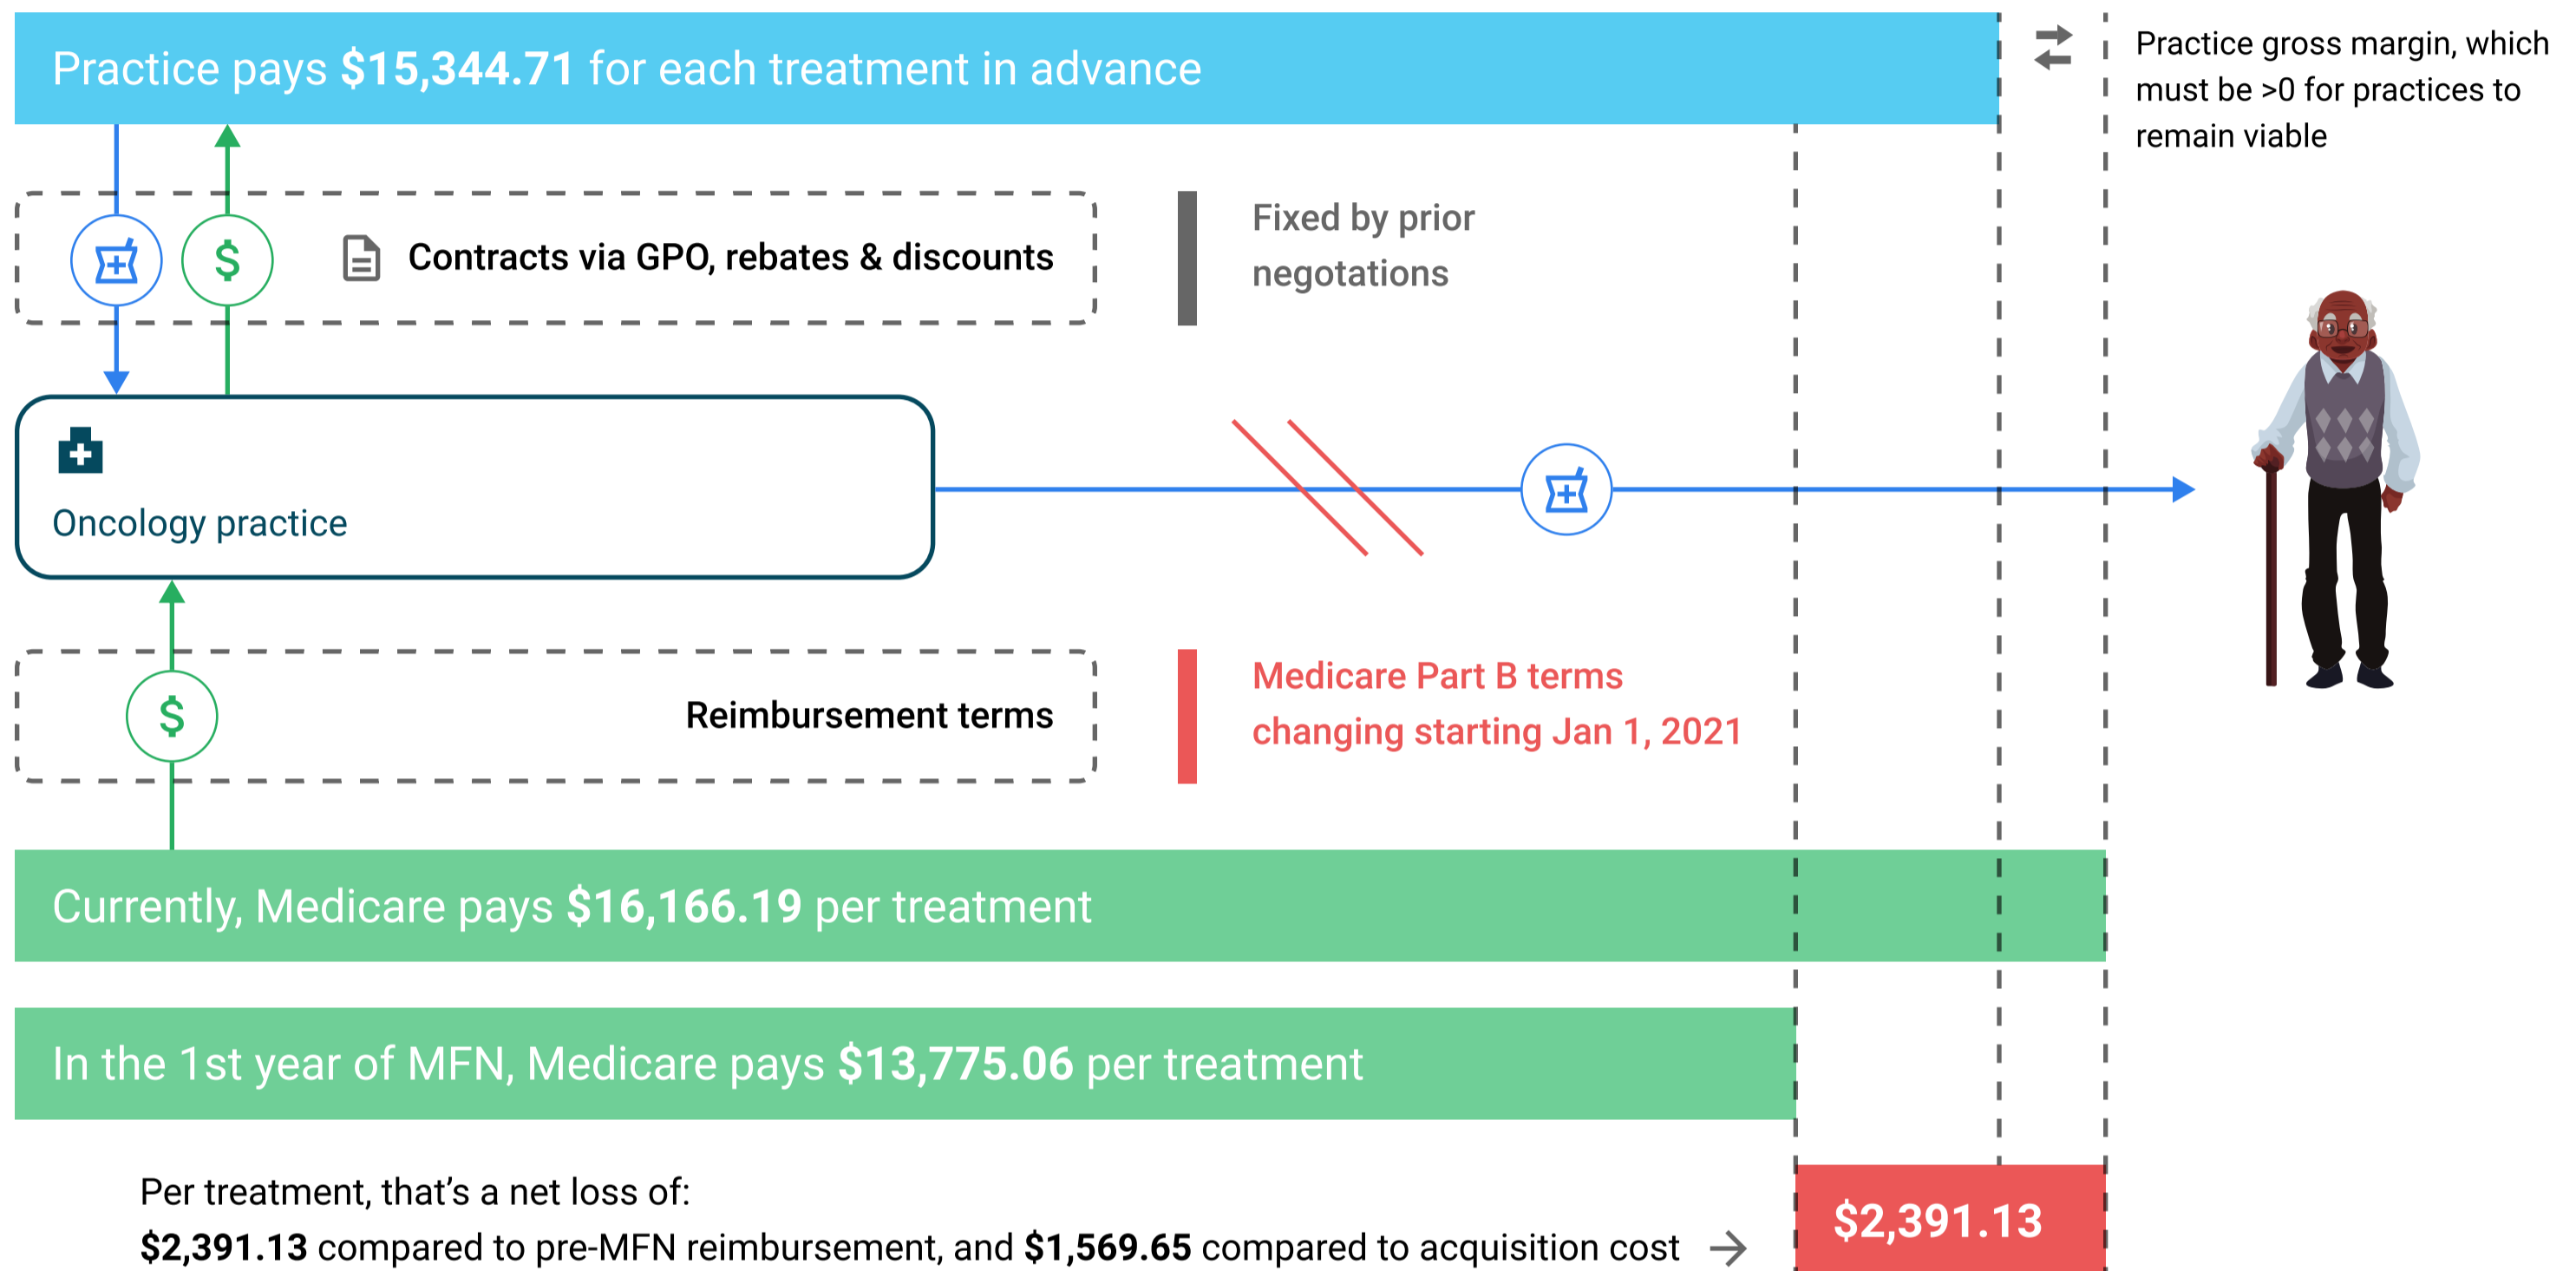 Practice pays $15,344.71 for each treatment in advance
Practice gross margin, which
must be >0 for practices to
remain viable
Contracts via GPO, rebates & discounts
Fixed by prior
negotations
Oncology practice
Reimbursement terms
Medicare Part B terms
changing starting Jan 1, 2021
Currently, Medicare pays $16,166.19 per treatment
In the 1st year of MFN, Medicare pays $13,775.06 per treatment
Per treatment, that’s a net loss of:
$2,391.13 compared to pre-MFN reimbursement, and $1,569.65 compared to acquisition cost
$2,391.13